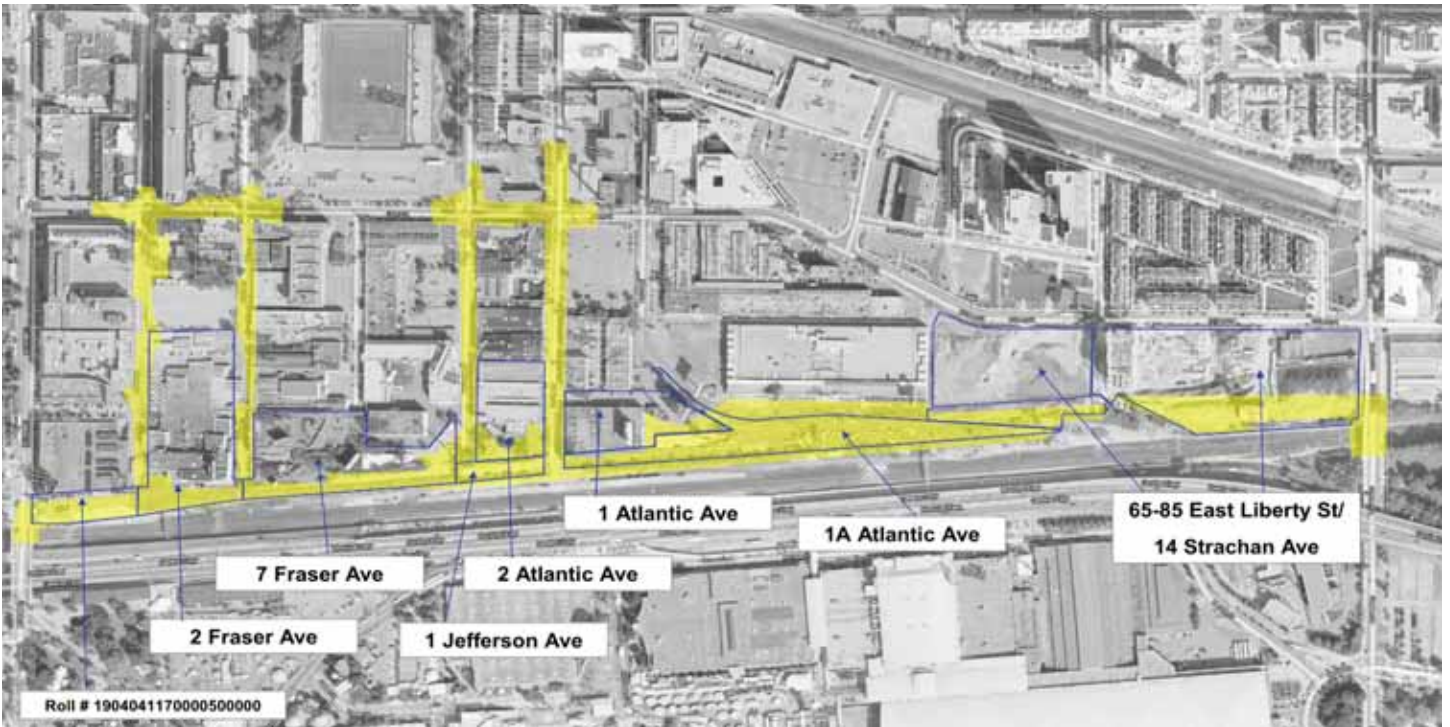 1 Atlantic Ave
65-85 East Liberty St/
14 Strachan Ave
1A Atlantic Ave
7 Fraser Ave
2 Atlantic Ave
2 Fraser Ave
1 Jefferson Ave
Roll # 1904041170000500000